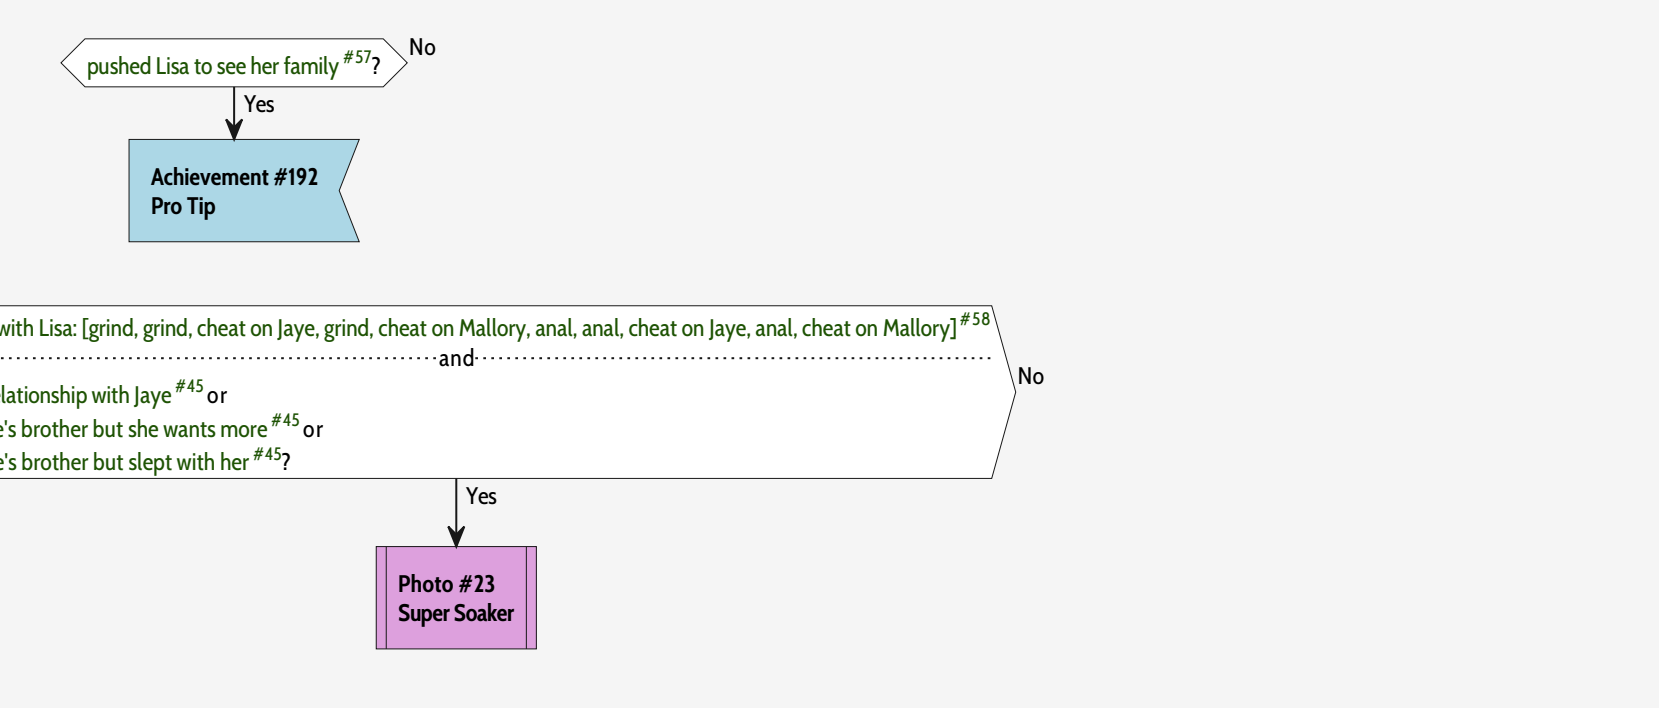 pushed Lisa to see her family #57?
No
Yes
Achievement #192
Pro Tip
with Lisa: [grind, grind, cheat on Jaye, grind, cheat on Mallory, anal, anal, cheat on Jaye, anal, cheat on Mallory] #58
and
No
elationship with Jaye #45 or
e's brother but she wants more #45 or
e's brother but slept with her #45?
Yes
Photo #23
Super Soaker